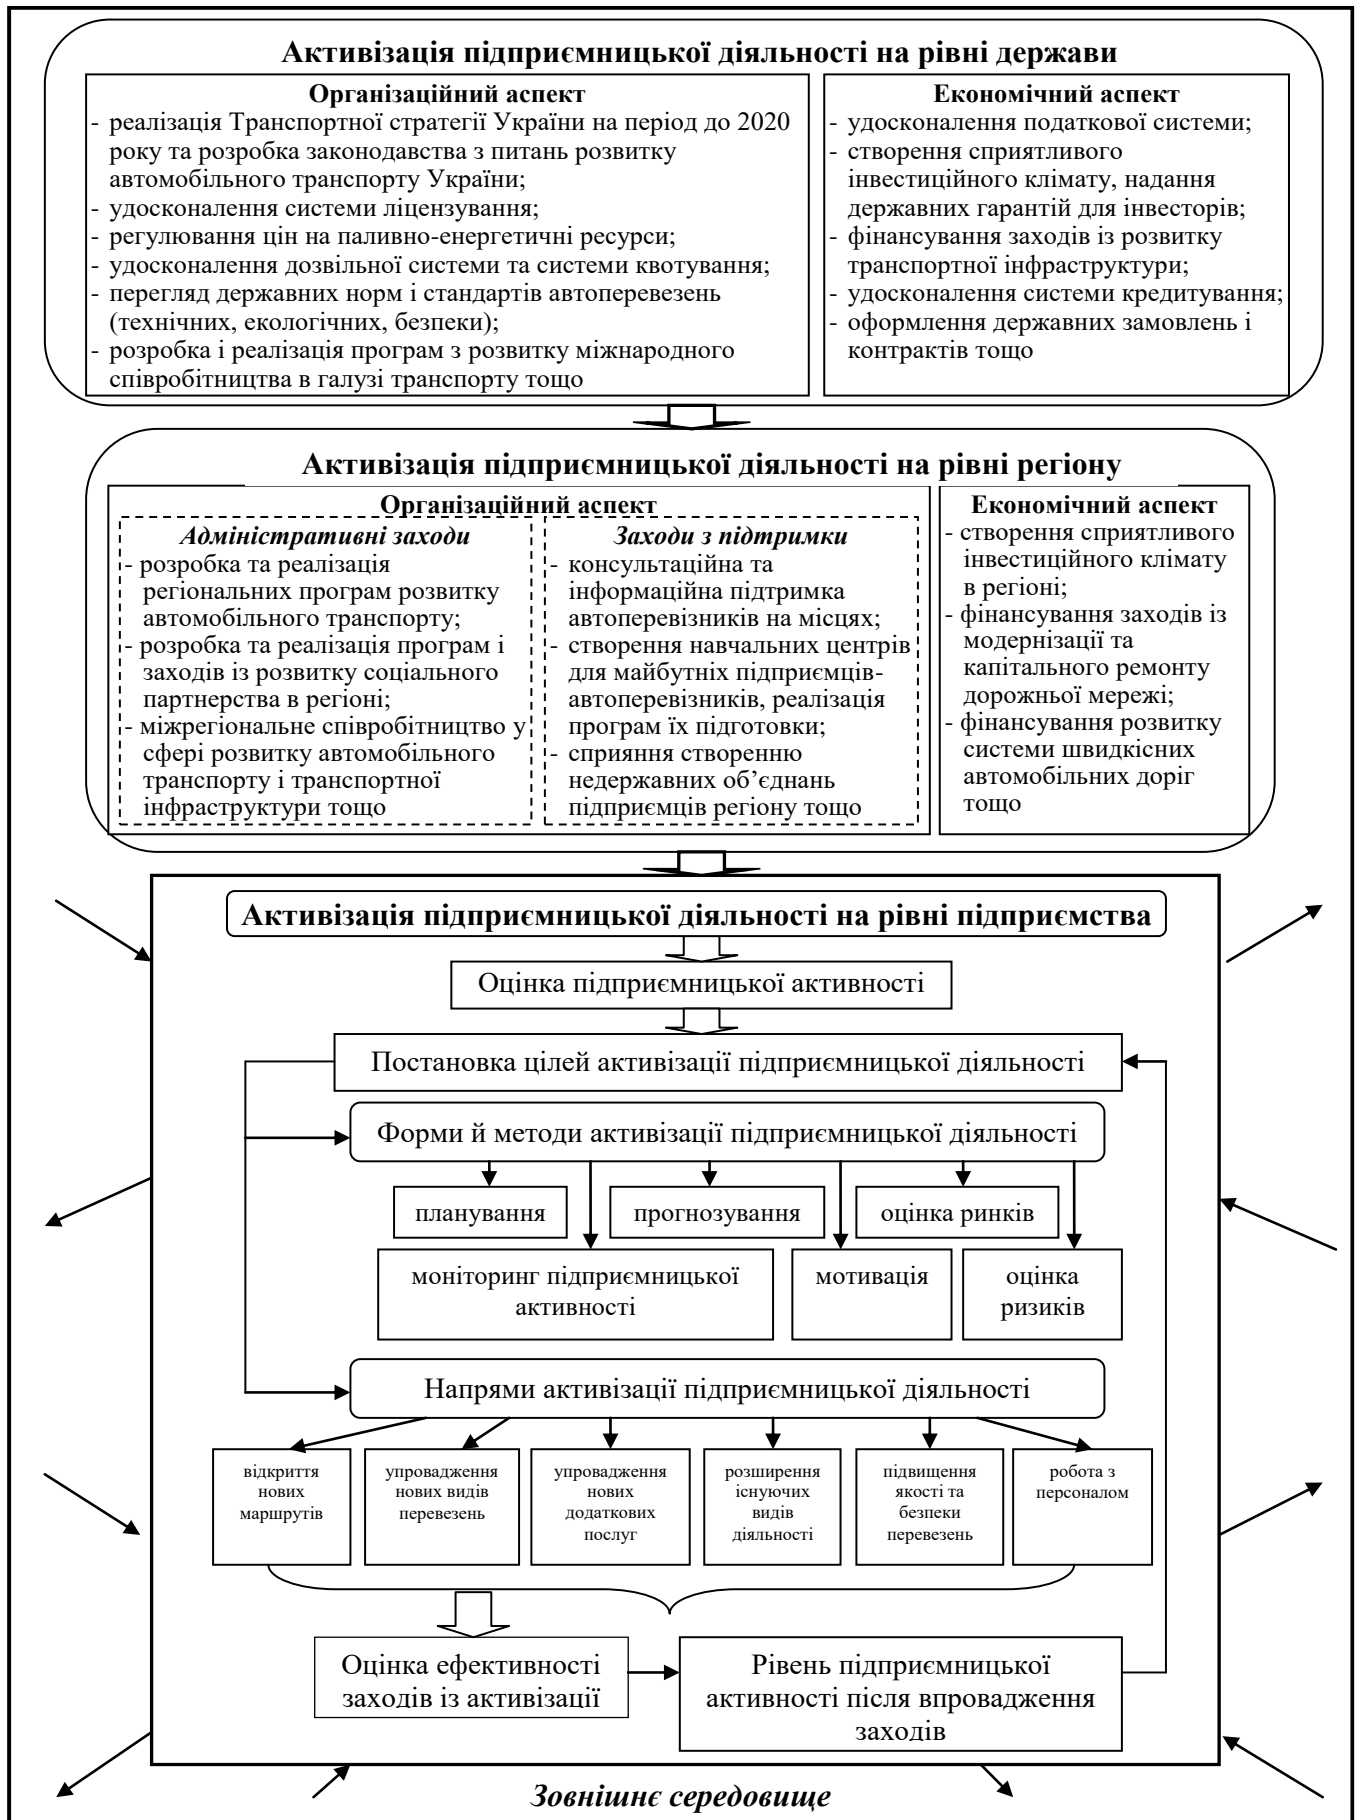 Активізація підприємницької діяльності на рівні держави
Організаційний аспект
- реалізація Транспортної стратегії України на період до 2020
року та розробка законодавства з питань розвитку
автомобільного транспорту України;
- удосконалення системи ліцензування;
- регулювання цін на паливно-енергетичні ресурси;
- удосконалення дозвільної системи та системи квотування;
- перегляд державних норм і стандартів автоперевезень
(технічних, екологічних, безпеки);
- розробка і реалізація програм з розвитку міжнародного
співробітництва в галузі транспорту тощо
Економічний аспект
- удосконалення податкової системи;
- створення сприятливого
інвестиційного клімату, надання
державних гарантій для інвесторів;
- фінансування заходів із розвитку
транспортної інфраструктури;
- удосконалення системи кредитування;
- оформлення державних замовлень і
контрактів тощо
Активізація підприємницької діяльності на рівні регіону
Організаційний аспект
Адміністративні заходи
- розробка та реалізація
регіональних програм розвитку
автомобільного транспорту;
- розробка та реалізація програм і
заходів із розвитку соціального
партнерства в регіоні;
- міжрегіональне співробітництво у
сфері розвитку автомобільного
транспорту і транспортної
інфраструктури тощо
Заходи з підтримки
- консультаційна та
інформаційна підтримка
автоперевізників на місцях;
- створення навчальних центрів
для майбутніх підприємців-
автоперевізників, реалізація
програм їх підготовки;
- сприяння створенню
недержавних об’єднань
підприємців регіону тощо
Економічний аспект
- створення сприятливого
інвестиційного клімату
в регіоні;
- фінансування заходів із
модернізації та
капітального ремонту
дорожньої мережі;
- фінансування розвитку
системи швидкісних
автомобільних доріг
тощо
Активізація підприємницької діяльності на рівні підприємства
Оцінка підприємницької активності
Постановка цілей активізації підприємницької діяльності
Форми й методи активізації підприємницької діяльності
планування
прогнозування
оцінка ринків
моніторинг підприємницької
активності
мотивація
оцінка
ризиків
Напрями активізації підприємницької діяльності
відкриття
нових
маршрутів
упровадження
нових видів
перевезень
упровадження
нових
додаткових
послуг
розширення
існуючих
видів
діяльності
підвищення
якості та
безпеки
перевезень
робота з
персоналом
Оцінка ефективності
заходів із активізації
Рівень підприємницької
активності після впровадження
заходів
Зовнішнє середовище